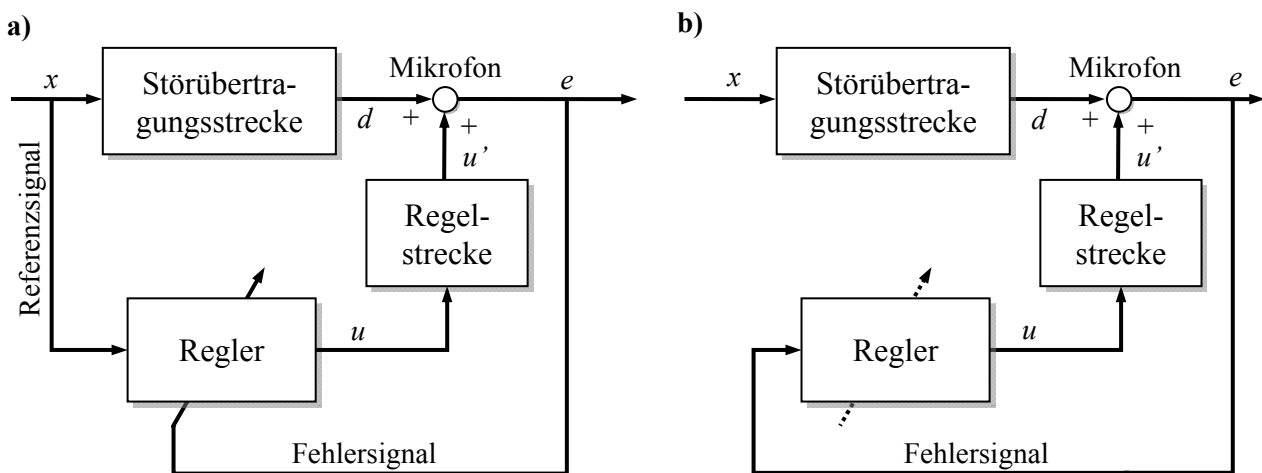 a)
x
Störübertra-
gungsstrecke
d
+
Mikrofon
e
+
u’
Regel-
strecke
Referenzsignal
Regler
u
Fehlersignal
b)
x
Störübertra-
gungsstrecke
d
+
Mikrofon
e
+
u’
Regel-
strecke
Regler
u
Fehlersignal